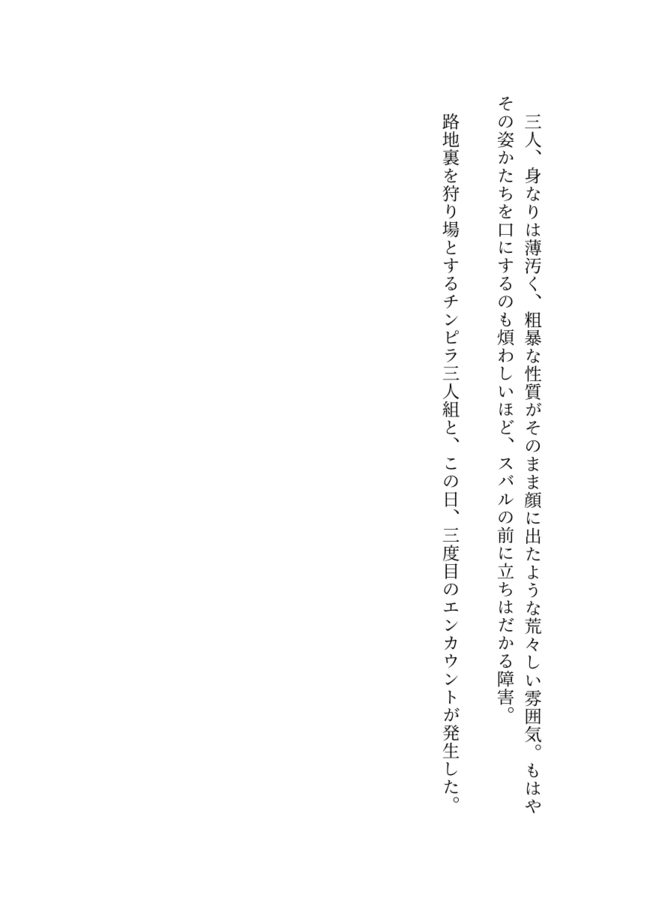 三人、身なりは薄汚く、粗暴な性質がそのまま顔に出たような荒々しい雰囲気。もはや
その姿かたちを口にするのも煩わしいほど、スバルの前に立ちはだかる障害。
路地裏を狩り場とするチンピラ三人組と、この日、三度目のエンカウントが発生した。